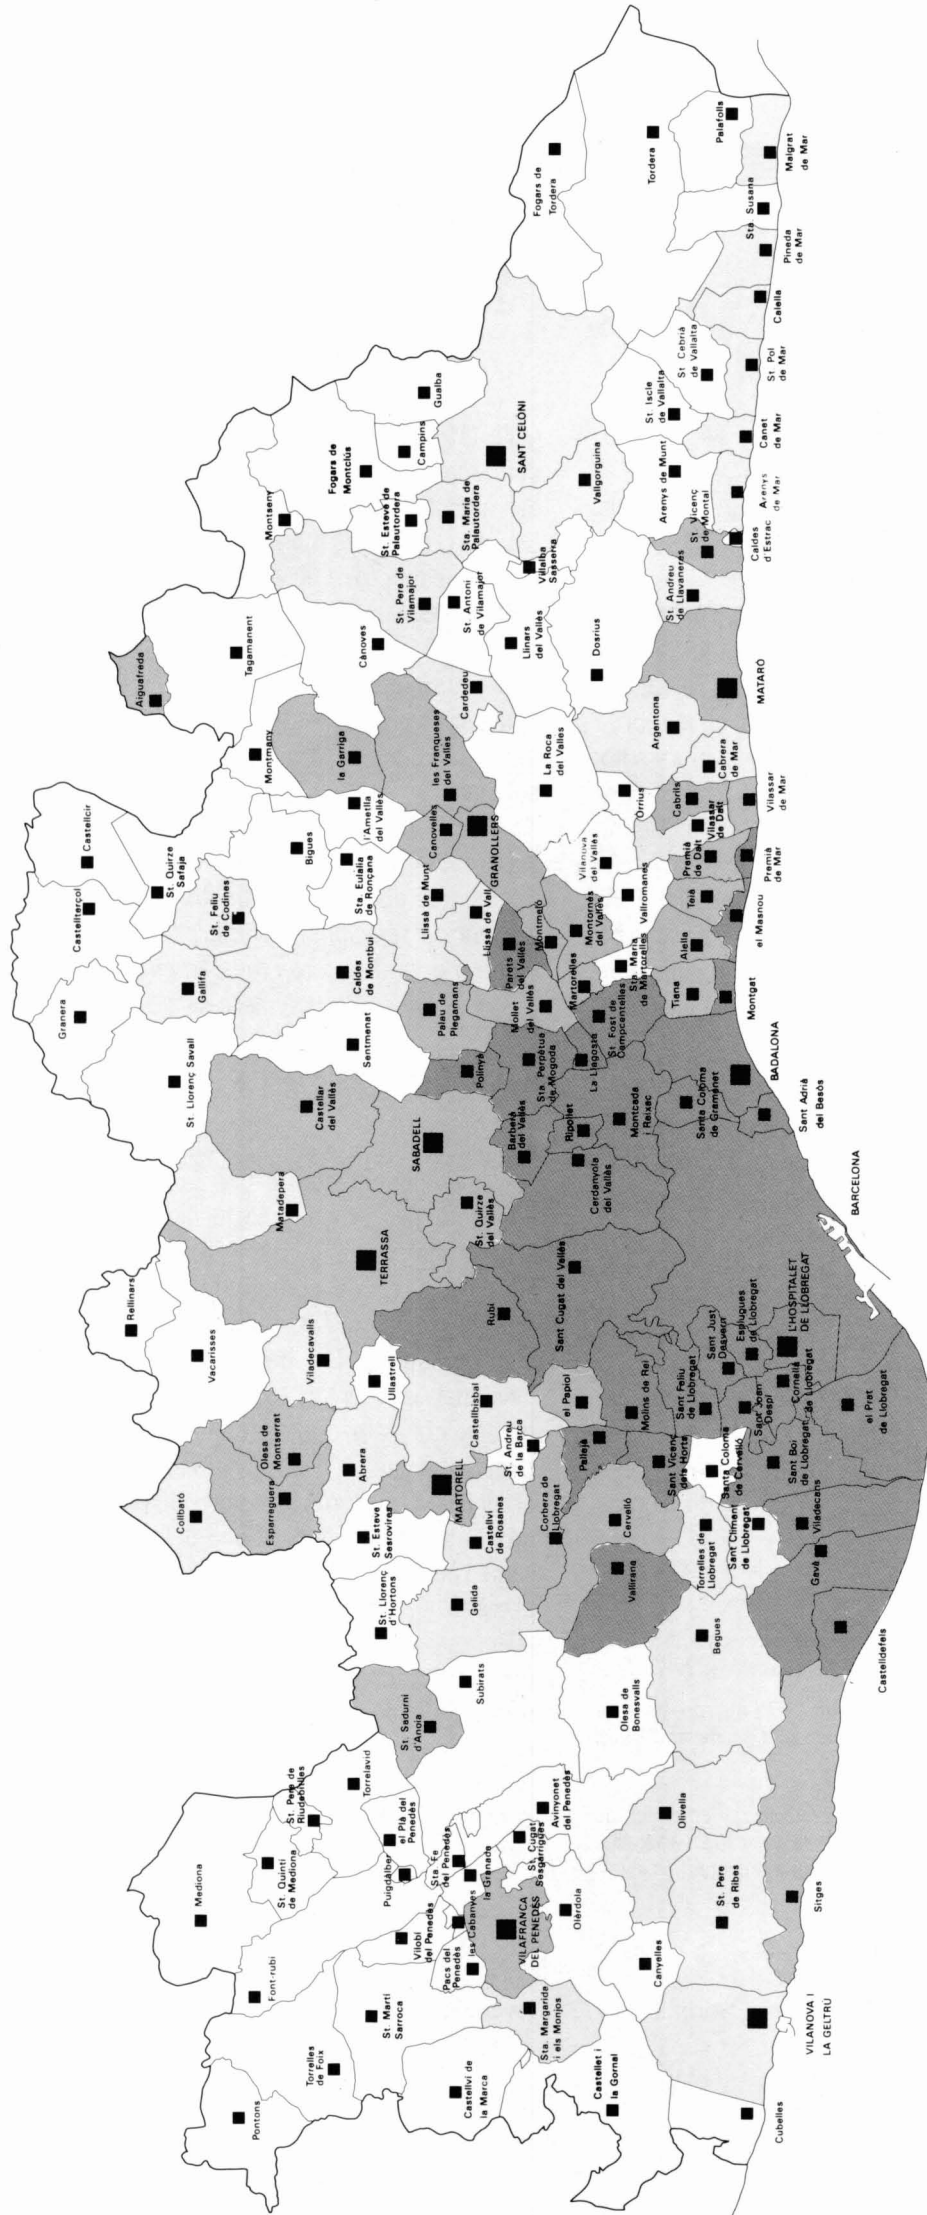 Pontons
Torrelles
de Foix
Font-rubí
Mediona
St. Quintí
de Mediona
St. Pere de
Riudebitlles
Torrelavid
St. Martí
Sarroca
Vilobí
del Penedès
Puigdàlber
el Plà del
Penedès
Castellví de
la Marca
Pacs del
Penedès
les Cabanyes
Sta. Fe
del Penedès
la Granada
St. Cugat
Sesgarrigues
Avinyonet
del Penedès
VILAFRANCA
DEL PENEDÈS
Sta. Margarida
i els Monjos
Olèrdola
Castellet i
la Gornal
Canyelles
Olivella
St. Pere
de Ribes
Cubelles
VILANOVA I
LA GELTRÚ
Sitges
St. Sadurní
d'Anoia
Subirats
Olesa de
Bonesvalls
Begues
St. Llorenç
d'Hortons
Gelida
St. Esteve
Sesrovires
Castellví
de Rosanes
MARTORELL
Abrera
Collbató
Esparreguera
Olesa de
Montserrat
Corbera de
Llobregat
St. Andreu
de la Barca
Castellbisbal
Ullastrell
Viladecavalls
Vacarisses
Rellinars
Vallirana
Cervelló
Pallejà
el Papiol
Molins de Rei
Sant Vicenç
dels Horts
Torrelles de
Llobregat
Santa Coloma
de Cervelló
Sant Climent
de Llobregat
Castelldefels
Gavà
Viladecans
Sant Boi
de Llobregat
el Prat
de Llobregat
Sant Feliu
de Llobregat
Sant Joan
Despí
Sant Just
Desvern
Esplugues
de Llobregat
Cornellà
de Llobregat
L'HOSPITALET
DE LLOBREGAT
BARCELONA
Rubí
Sant Cugat del Vallès
TERRASSA
Matadepera
St. Quirze
del Vallès
SABADELL
Castellar
del Vallès
St. Llorenç Savall
Granera
Gallifa
Castellterçol
Castellcir
St. Quirze
Safaja
St. Feliu
de Codines
Sentmenat
Caldes
de Montbui
Polinyà
Palau de
Plegamans
Barberà
del Vallès
Sta Perpètua
de Mogoda
Cerdanyola
del Vallès
Ripollet
Montcada
Reixac
La Llagosta
St. Fost de
Campcentelles
Martorelles
Sta. Maria
de Martorelles
Mollet
del Vallès
Parets
del Vallès
Montmeló
Montornès
del Vallès
Vallromanes
Vilanova
del Vallès
Llissà de Munt
Llissà de Vall
Sta. Eulalia
de Ronçana
Bigues
l'Ametlla
del Vallès
Canovelles
GRANOLLERS
les Franqueses
del Vallès
la Garriga
Montmany
Aiguafreda
Tagamanent
Cànoves
Cardedeu
La Roca
del Valles
Llinars
del Vallès
St. Antoni
de Vilamajor
St. Pere de
Vilamajor
Montseny
St. Esteve de
Palautordera
Sta. Maria de
Palautordera
Fogars de
Montclús
Campins
Gualba
SANT CELONI
Vallgorguina
Villalba
Sasserra
Dosrius
Santa Coloma
de Gramenet
BADALONA
Sant Adrià
del Besòs
Montgat
Tiana
Alella
el Masnou
Teià
Premià
de Dalt
Premià
de Mar
Vilassar
de Dalt
Vilassar
de Mar
Cabrils
Cabrera
de Mar
Orrius
Argentona
MATARÓ
St. Andreu
de Llavaneres
St. Vicenç
de Montalt
Caldes
d'Estrac
Arenys de Munt
Arenys
de Mar
Canet
de Mar
St. Iscle
de Vallalta
St Cebrià
de Vallalta
St. Pol
de Mar
Calella
Pineda
de Mar
Sta. Susana
Malgrat
de Mar
Palafolls
Tordera
Fogars de
Tordera